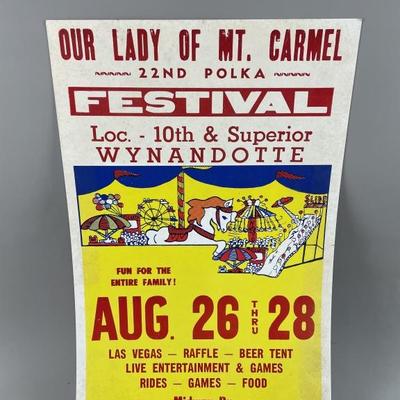 OUR LADY OF MT. CARMEL
22ND POLKA
FESTIVAL
Loc. - 10th & Superior
WYNANDOTTE
SLIDE
FUN FOR THE
ENTIRE FAMILY!
AUG. 26 THRU 28
LAS VEGAS — RAFFLE — BEER TENT
LIVE ENTERTAINMENT & GAMES
RIDES — GAMES — FOOD